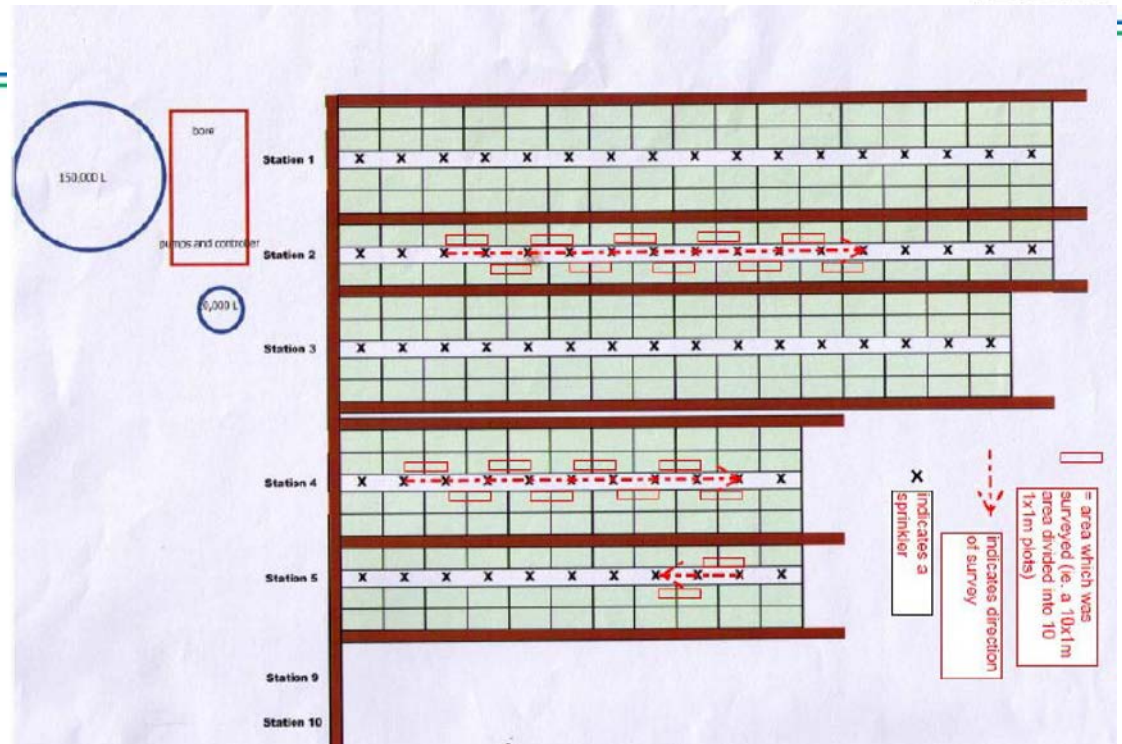 bore
150,000 L
pumps and controller
0,000 L
Station 1
x x x x x x x x x x x x x x x x x
Station 2
x x x x x x x x x x x x x x x x x
Station 3
x x x x x x x x x x x x x x x x
Station 4
x x x x x x x x x x x
Station 5
x x x x x x x x x x x
Station 9
Station 10
= area which was
surveyed (ie. a 10x1m
area divided into 10
1x1m plots)
indicates direction
of survey
x
indicates a
sprinkler